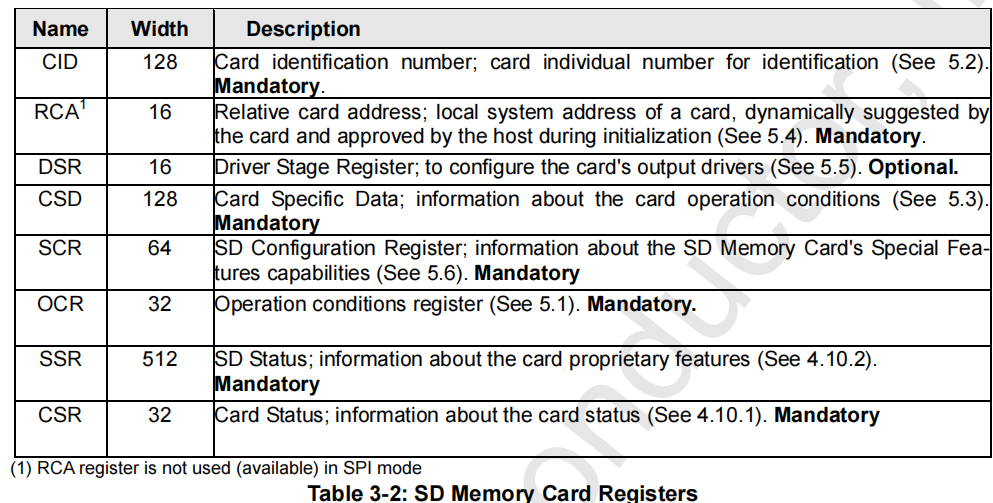 Name Width Description
CID 128 Card identification number; card individual number for identification (See 5.2).
Mandatory.
RCA1 16 Relative card address; local system address of a card, dynamically suggested by
the card and approved by the host during initialization (See 5.4). Mandatory.
DSR 16 Driver Stage Register; to configure the card's output drivers (See 5.5). Optional.
CSD 128 Card Specific Data; information about the card operation conditions (See 5.3).
Mandatory
SCR 64 SD Configuration Register; information about the SD Memory Card's Special Fea-
tures capabilities (See 5.6). Mandatory
OCR 32 Operation conditions register (See 5.1). Mandatory.
SSR 512 SD Status; information about the card proprietary features (See 4.10.2).
Mandatory
CSR 32 Card Status; information about the card status (See 4.10.1). Mandatory
(1) RCA register is not used (available) in SPI mode
Table 3-2: SD Memory Card Registers
onductor,